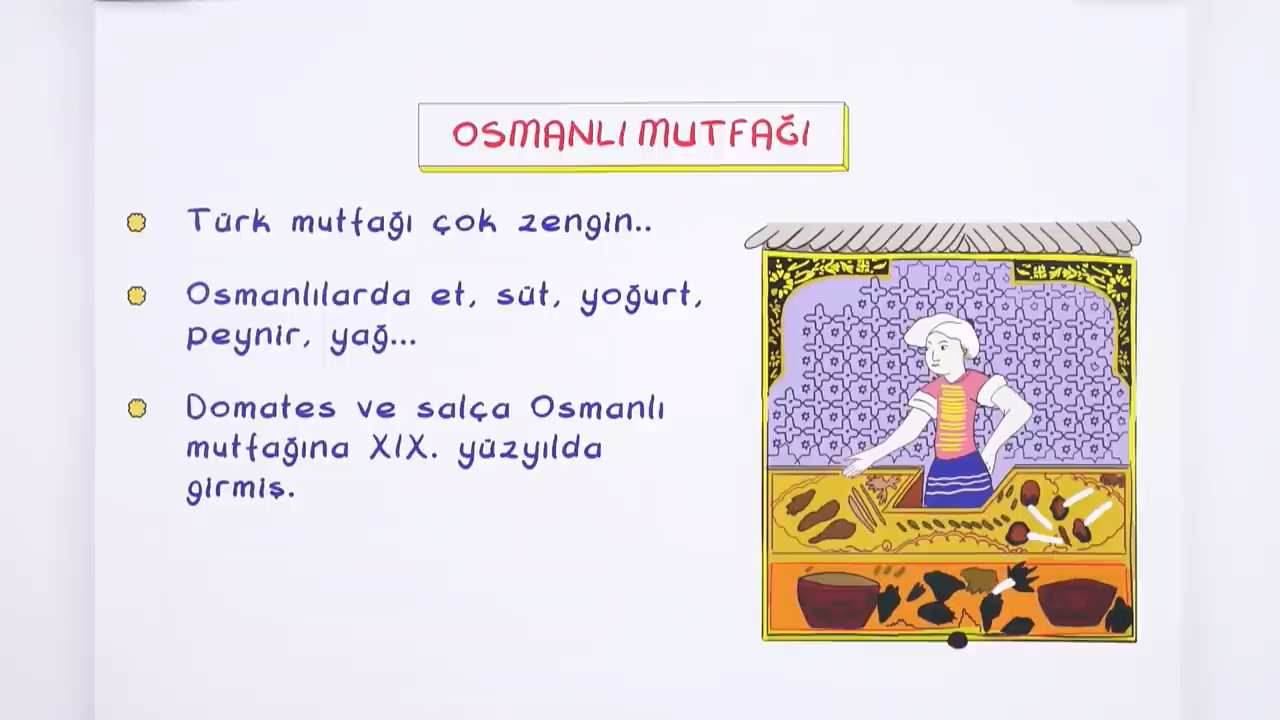 OSMANLI MUTFAĞI
Türk mutfağı çok zengin..
Osmanlılarda et, süt, yoğurt,
peynir, yağ...
Domates ve salça Osmanlı
mutfağına XIX. yüzyılda
girmiş.